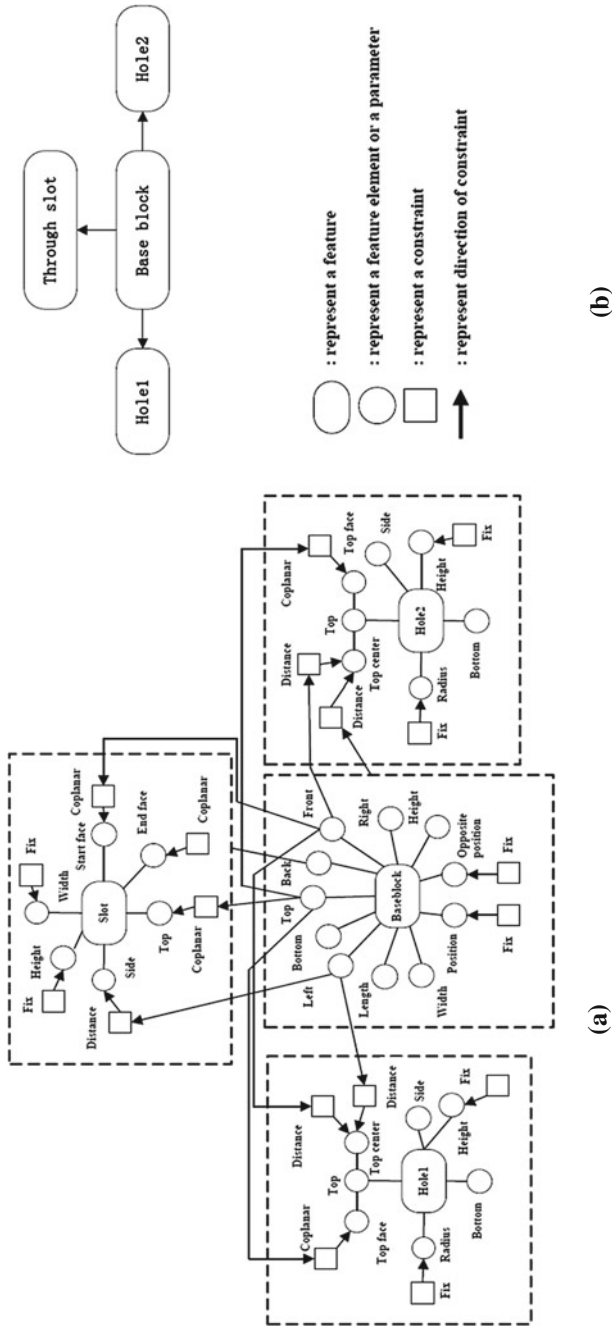 Fix
Width
Coplanar
Height
Start face
Fix
Slot
End face
Side
Coplanar
Distance
Top
Coplanar
Coplanar
Distance
Top
Top center
Top face
Distance
Hole1
Side
Fix
Height
Radius
Fix
Bottom
Left
Bottom
Top
Back
Front
Right
Height
Length
Baseblock
Width
Position
Opposite
position
Fix
Fix
Coplanar
Distance
Top
Top face
Distance
Top center
Side
Hole2
Height
Fix
Radius
Fix
Bottom
(a)
Through slot
Hole1
Base block
Hole2
: represent a feature
: represent a feature element or a parameter
: represent a constraint
: represent direction of constraint
(b)